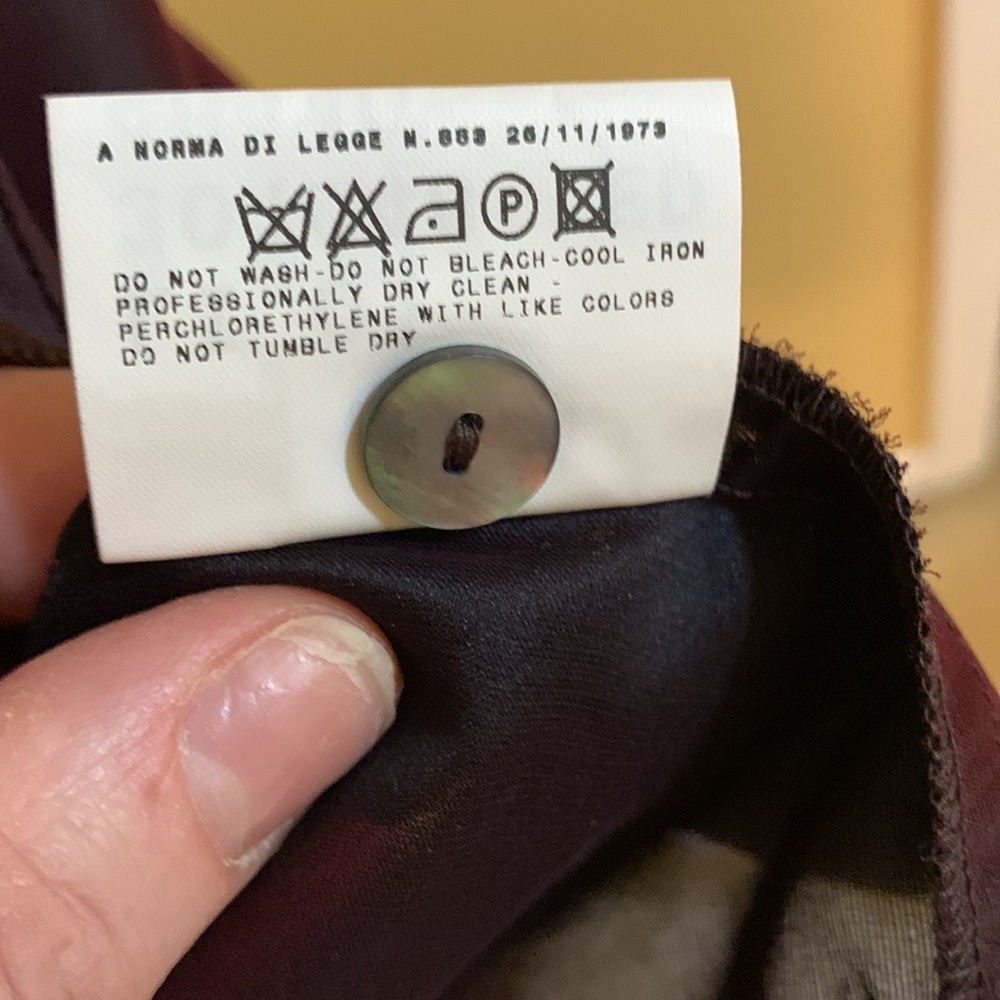 A NORMA DI LEGGE N.883 26/11/1973
P
DO NOT WASH-DO NOT BLEACH-COOL IRON
PROFESSIONALLY DRY CLEAN -
PERCHLORETHYLENE WITH LIKE COLORS
DO NOT TUMBLE DRY